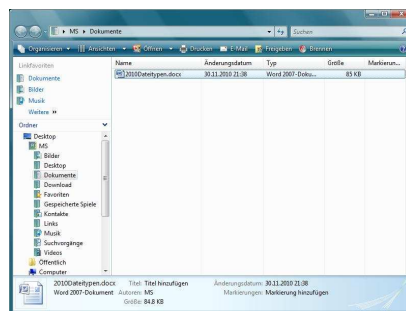 MS ▸ Dokumente
Suchen
Organisieren Ansichten Öffnen Drucken E-Mail Freigeben Brennen
Linkfavoriten
Dokumente
Bilder
Musik
Weitere »
Ordner
Desktop
MS
Bilder
Desktop
Dokumente
Download
Favoriten
Gespeicherte Spiele
Kontakte
Links
Musik
Suchvorgänge
Videos
Öffentlich
Computer
Name Änderungsdatum Typ Größe Markierun...
2010Dateitypen.docx 30.11.2010 21:38 Word 2007-Doku... 85 KB
2010Dateitypen.docx Titel: Titel hinzufügen Änderungsdatum: 30.11.2010 21:38
Word 2007-Dokument Autoren: MS Markierungen: Markierung hinzufügen
Größe: 84.8 KB